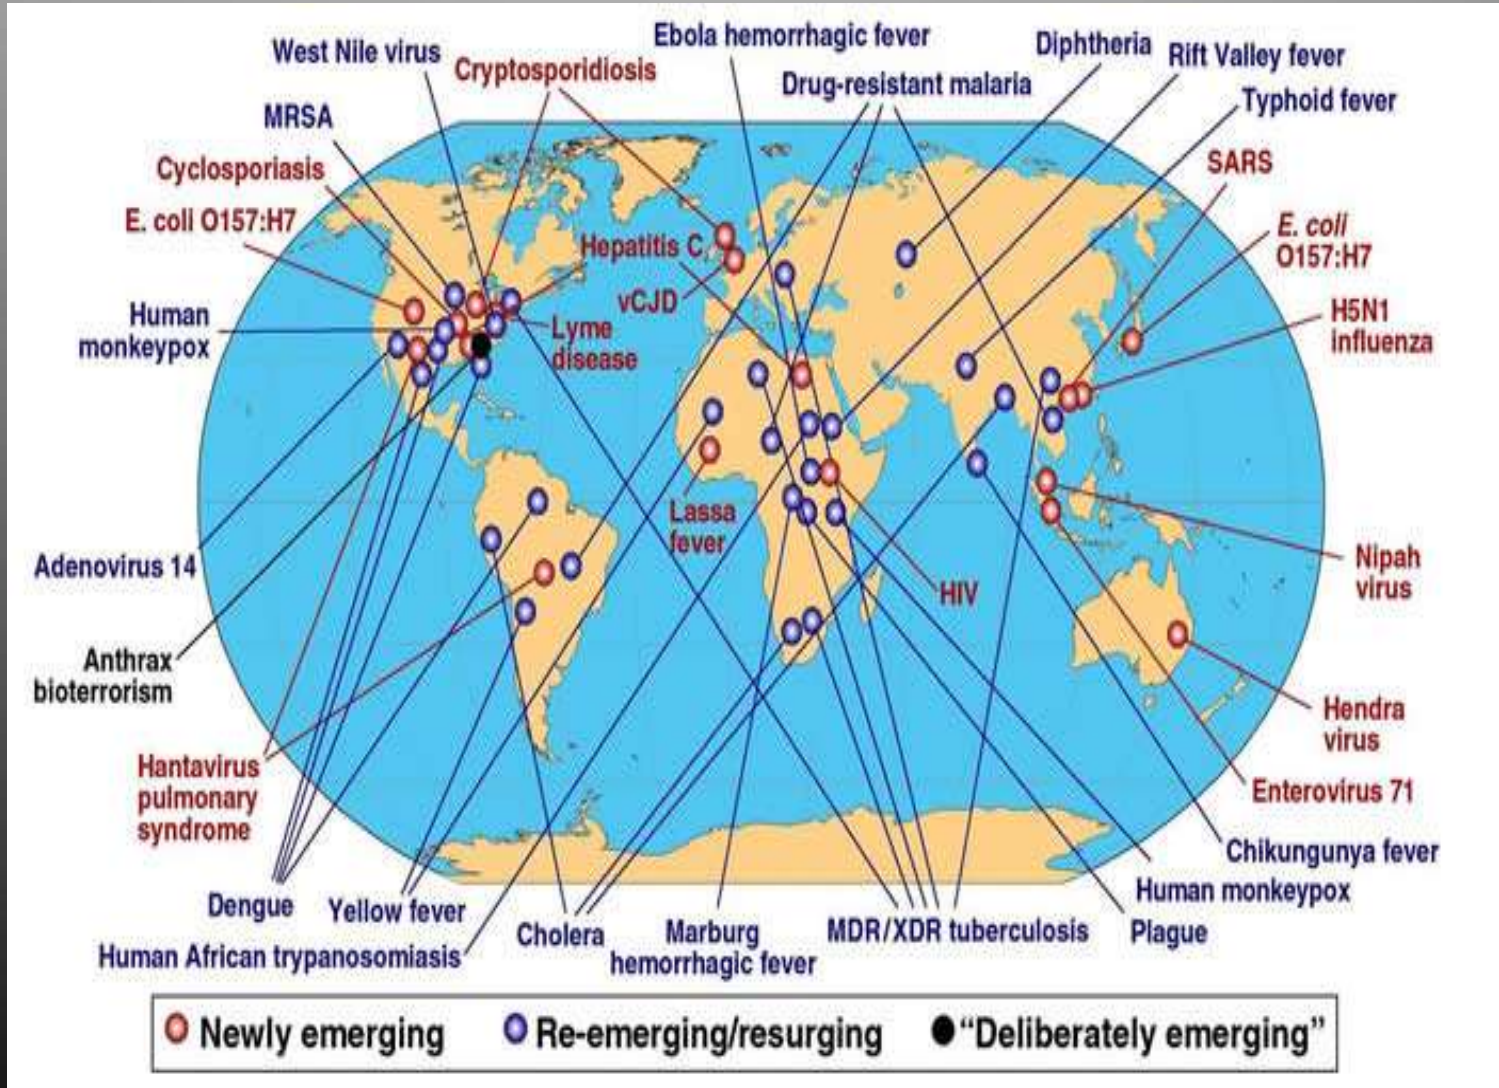 West Nile virus
Cryptosporidiosis
Ebola hemorrhagic fever
Drug-resistant malaria
Diphtheria
Rift Valley fever
Typhoid fever
MRSA
Cyclosporiasis
E. coli O157:H7
SARS
E. coli
O157:H7
Hepatitis C
vCJD
Human
monkeypox
Lyme
disease
H5N1
influenza
Lassa
fever
HIV
Adenovirus 14
Nipah
virus
Anthrax
bioterrorism
Hendra
virus
Hantavirus
pulmonary
syndrome
Enterovirus 71
Chikungunya fever
Human monkeypox
Dengue
Yellow fever
Cholera
Marburg
hemorrhagic fever
MDR/XDR tuberculosis
Plague
Human African trypanosomiasis
Newly emerging
Re-emerging/resurging
“Deliberately emerging”